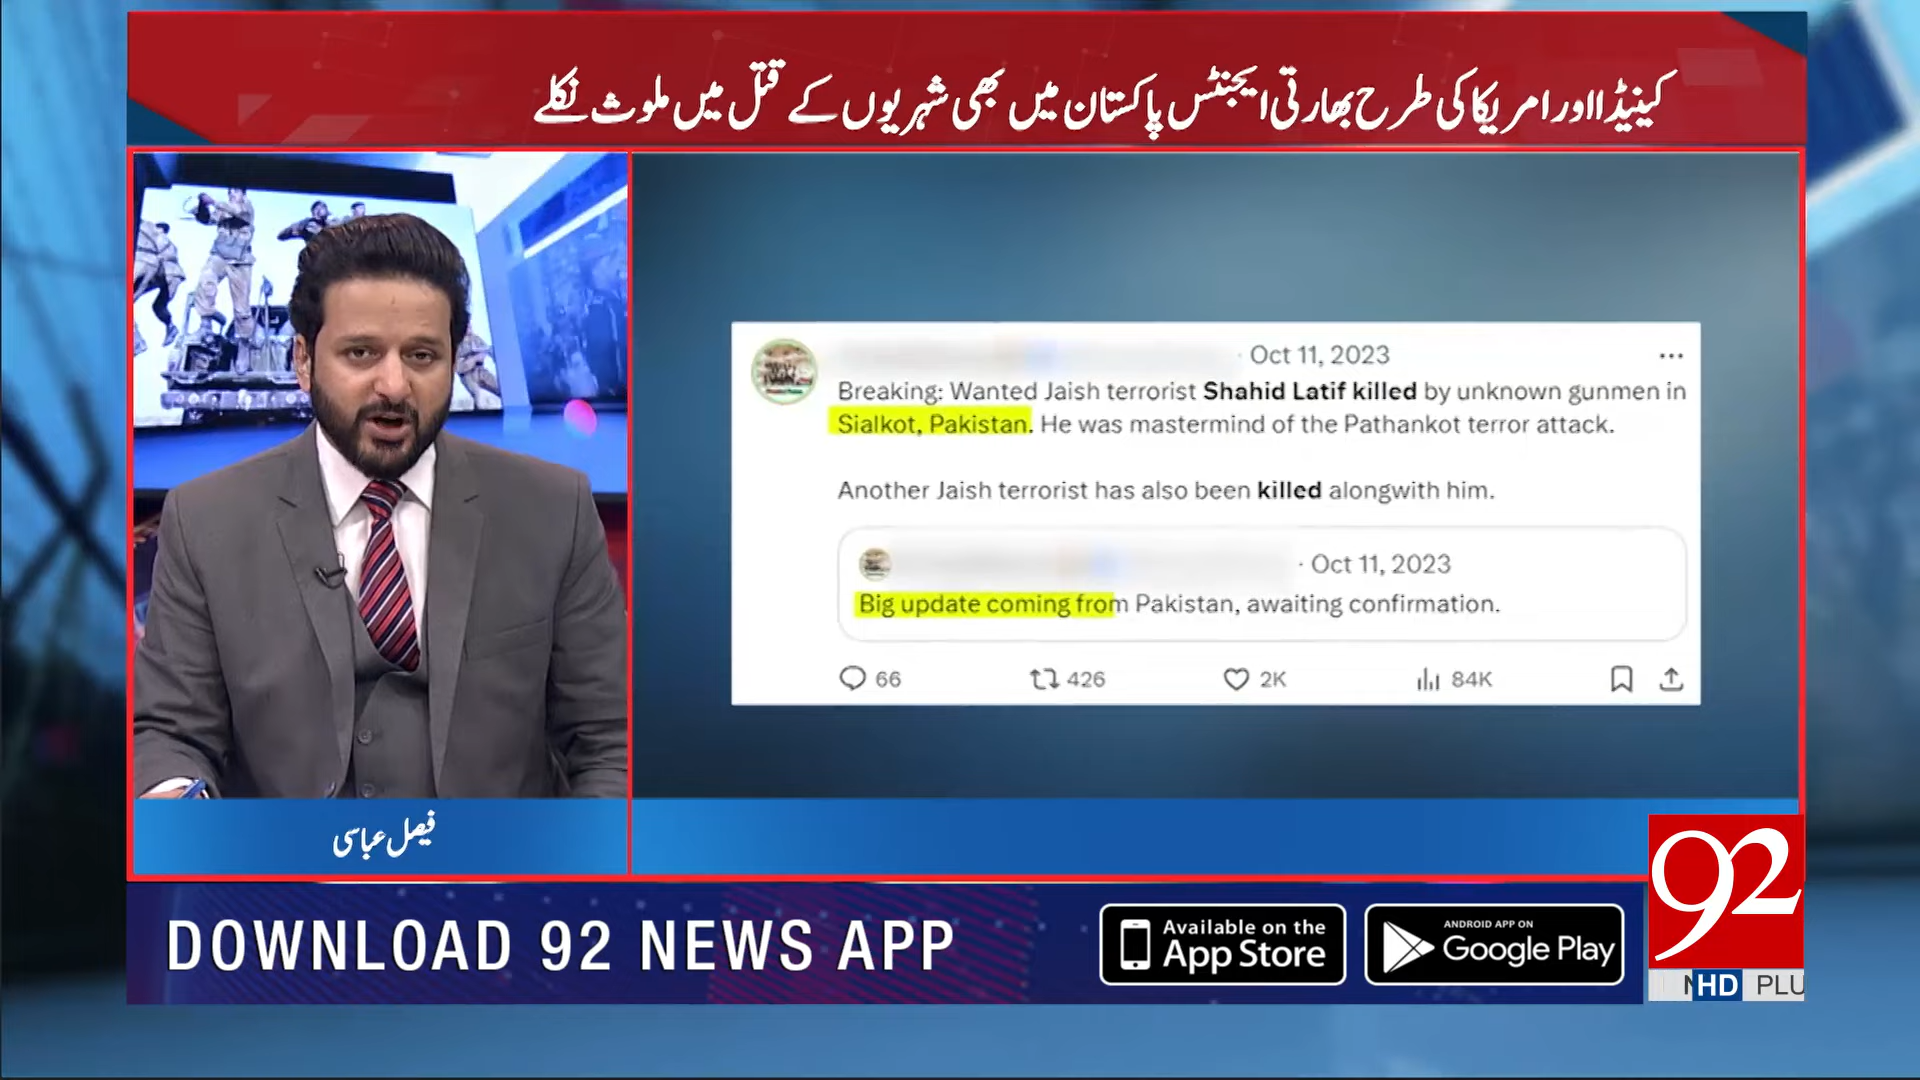 کینیڈا اور امریکا کی طرح بھارتی ایجنٹس پاکستان میں بھی شہریوں کے قتل میں ملوث نکلے
Oct 11, 2023
Breaking: Wanted Jaish terrorist Shahid Latif killed by unknown gunmen in
Sialkot, Pakistan. He was mastermind of the Pathankot terror attack.
Another Jaish terrorist has also been killed alongwith him.
· Oct 11, 2023
Big update coming from Pakistan, awaiting confirmation.
66 426 2K 84K
فیصل عباسی
DOWNLOAD 92 NEWS APP
Available on the
App Store
ANDROID APP ON
Google Play
92
HD PLU